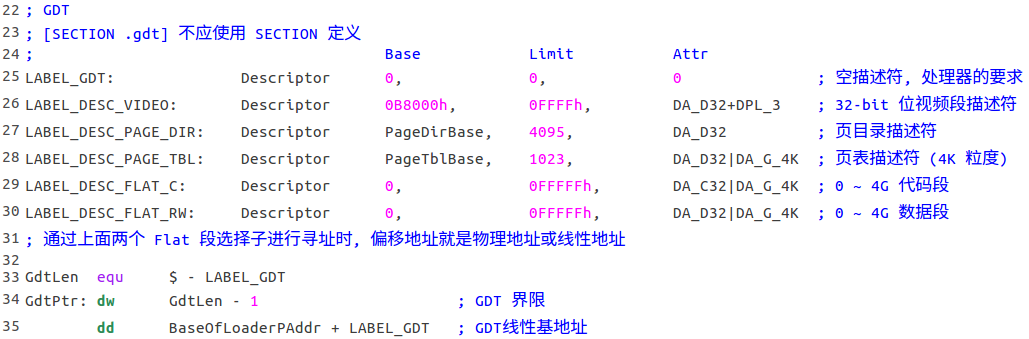 22 ; GDT
23 ; [SECTION .gdt] 不应使用 SECTION 定义
24 ; Base Limit Attr
25 LABEL_GDT: Descriptor 0, 0, 0 ; 空描述符, 处理器的要求
26 LABEL_DESC_VIDEO: Descriptor 0B8000h, 0FFFFh, DA_D32+DPL_3 ; 32-bit 位视频段描述符
27 LABEL_DESC_PAGE_DIR: Descriptor PageDirBase, 4095, DA_D32 ; 页目录描述符
28 LABEL_DESC_PAGE_TBL: Descriptor PageTblBase, 1023, DA_D32|DA_G_4K ; 页表描述符 (4K 粒度)
29 LABEL_DESC_FLAT_C: Descriptor 0, 0FFFFFh, DA_C32|DA_G_4K ; 0 ~ 4G 代码段
30 LABEL_DESC_FLAT_RW: Descriptor 0, 0FFFFFh, DA_D32|DA_G_4K ; 0 ~ 4G 数据段
31 ; 通过上面两个 Flat 段选择子进行寻址时, 偏移地址就是物理地址或线性地址
32
33 GdtLen equ $ - LABEL_GDT
34 GdtPtr: dw GdtLen - 1 ; GDT 界限
35 dd BaseOfLoaderPAddr + LABEL_GDT ; GDT线性基地址